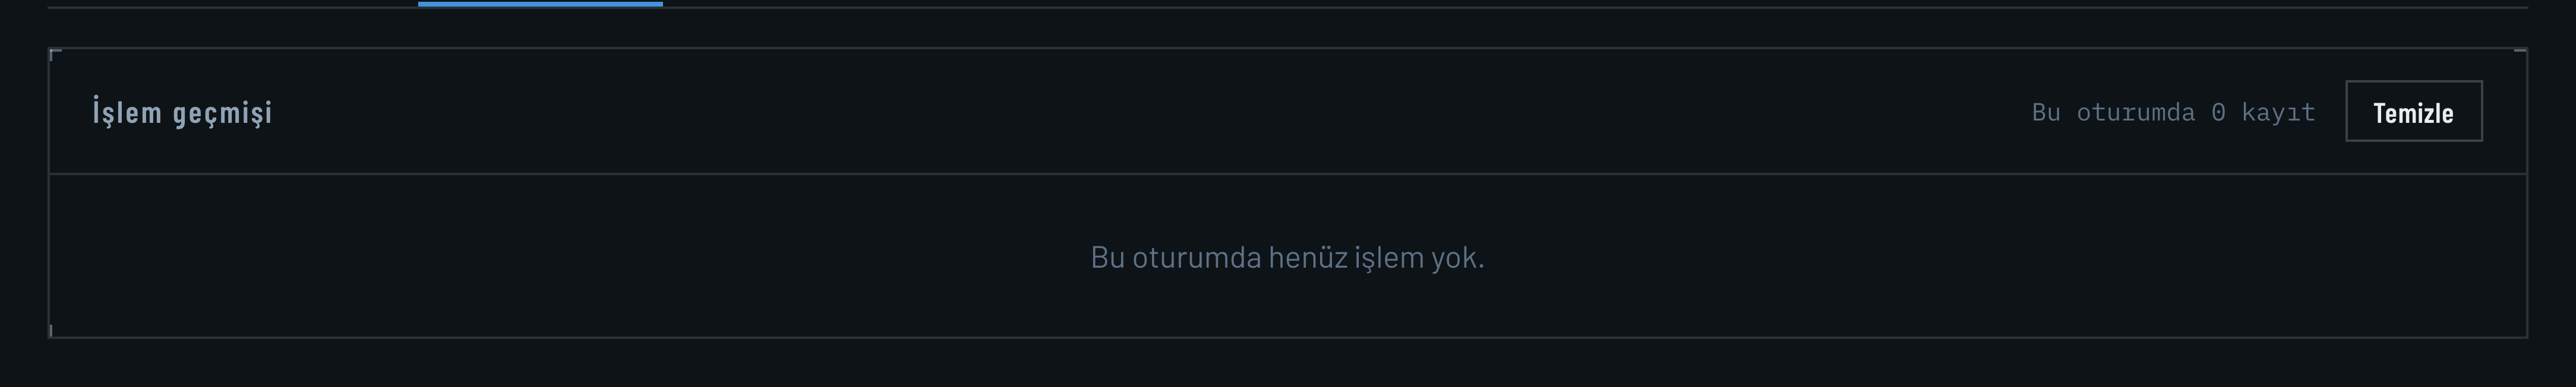 İşlem geçmişi
Bu oturumda 0 kayıt
Temizle
Bu oturumda henüz işlem yok.